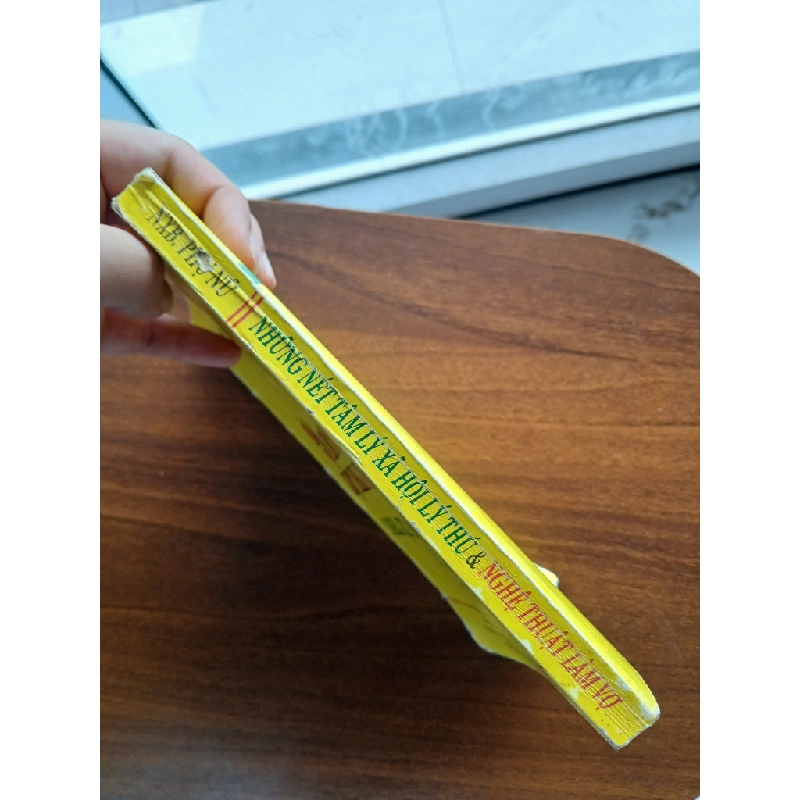 NXB. PHỤ NỮ
NHỮNG NÉT TÂM LÝ XÃ HỘI LÝ THÚ & NGHỆ THUẬT LÀM VỢ